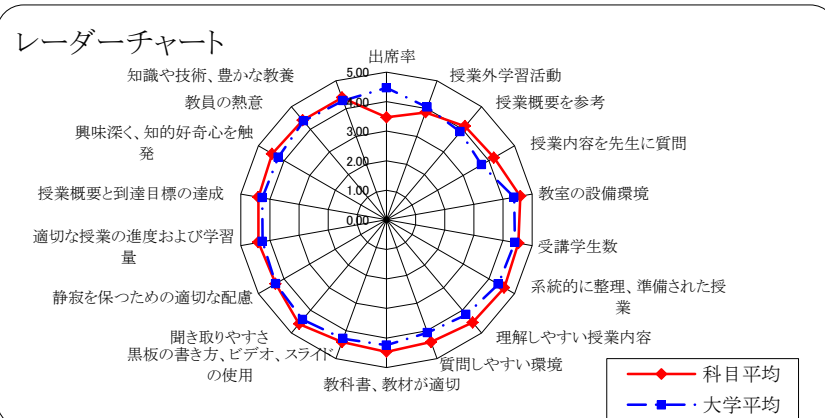 レーダーチャート
出席率
授業外学習活動
授業概要を参考
授業内容を先生に質問
教室の設備環境
受講学生数
系統的に整理、準備された授
業
理解しやすい授業内容
質問しやすい環境
教科書、教材が適切
黒板の書き方、ビデオ、スライド
の使用
聞き取りやすさ
静寂を保つための適切な配慮
適切な授業の進度および学習
量
授業概要と到達目標の達成
興味深く、知的好奇心を触
発
教員の熱意
知識や技術、豊かな教養
5.00
4.00
3.00
2.00
1.00
0.00
科目平均
大学平均